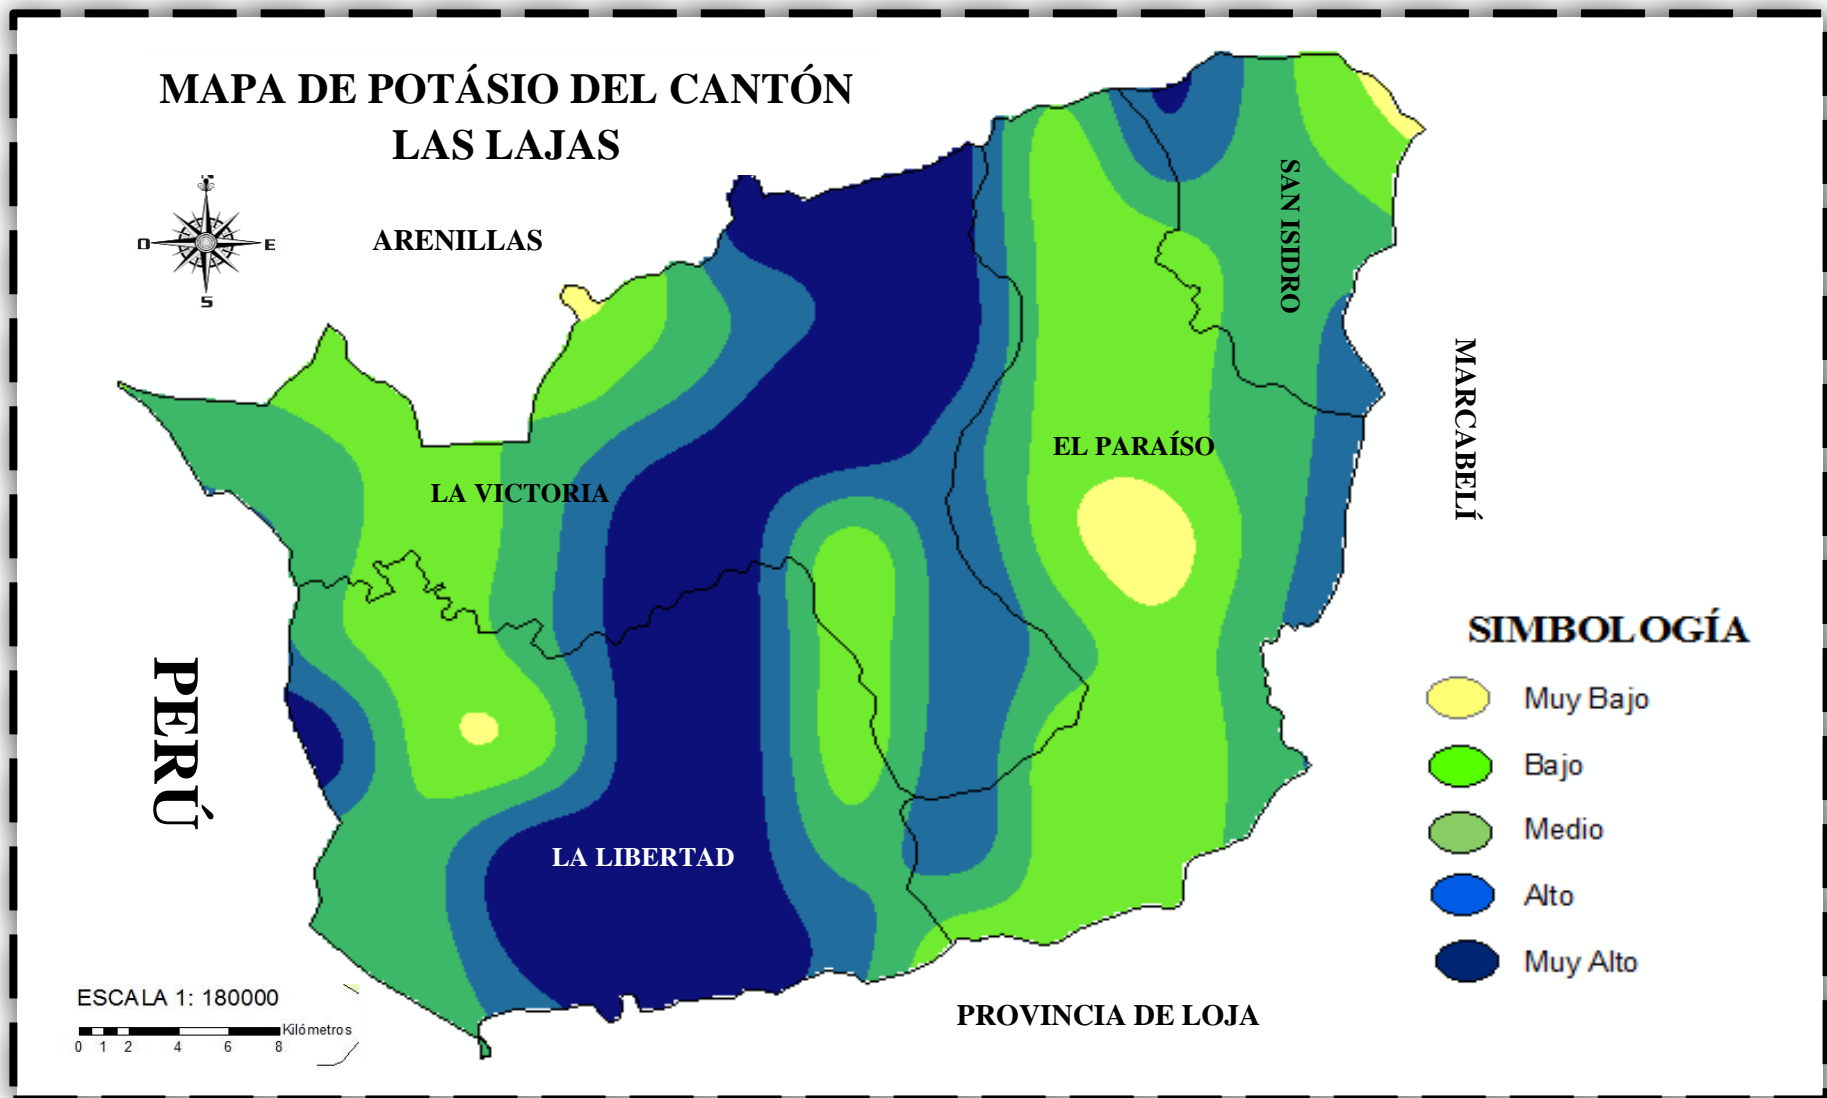 MAPA DE POTÁSIO DEL CANTÓN
LAS LAJAS
N
O
E
S
ARENILLAS
SAN ISIDRO
MARCABELÍ
EL PARAÍSO
LA VICTORIA
PERÚ
LA LIBERTAD
PROVINCIA DE LOJA
SIMBOLOGÍA
Muy Bajo
Bajo
Medio
Alto
Muy Alto
ESCALA 1: 180000
Kilómetros
0 1 2 4 6 8